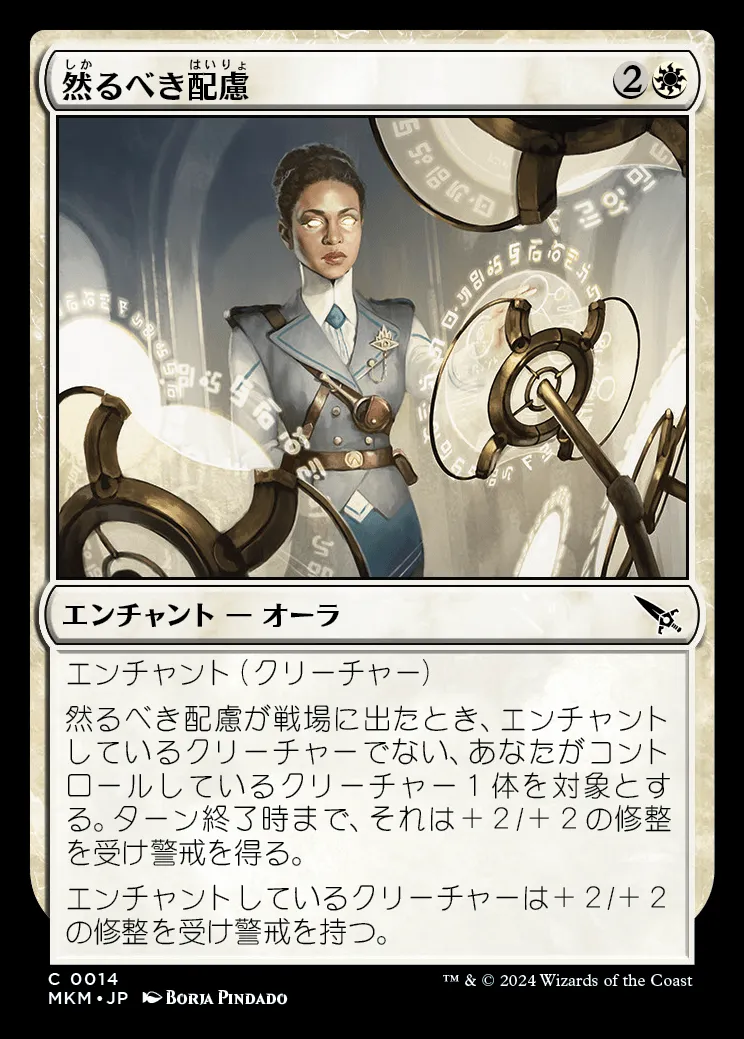 しか はいりょ
然るべき配慮 2
エンチャント — オーラ
エンチャント（クリーチャー）
然るべき配慮が戦場に出たとき、エンチャント
しているクリーチャーでない、あなたがコント
ロールしているクリーチャー１体を対象とす
る。ターン終了時まで、それは＋２/＋２の修整
を受け警戒を得る。
エンチャントしているクリーチャーは＋２/＋２
の修整を受け警戒を持つ。
C 0014
MKM • JP Borja Pindado
™ & © 2024 Wizards of the Coast